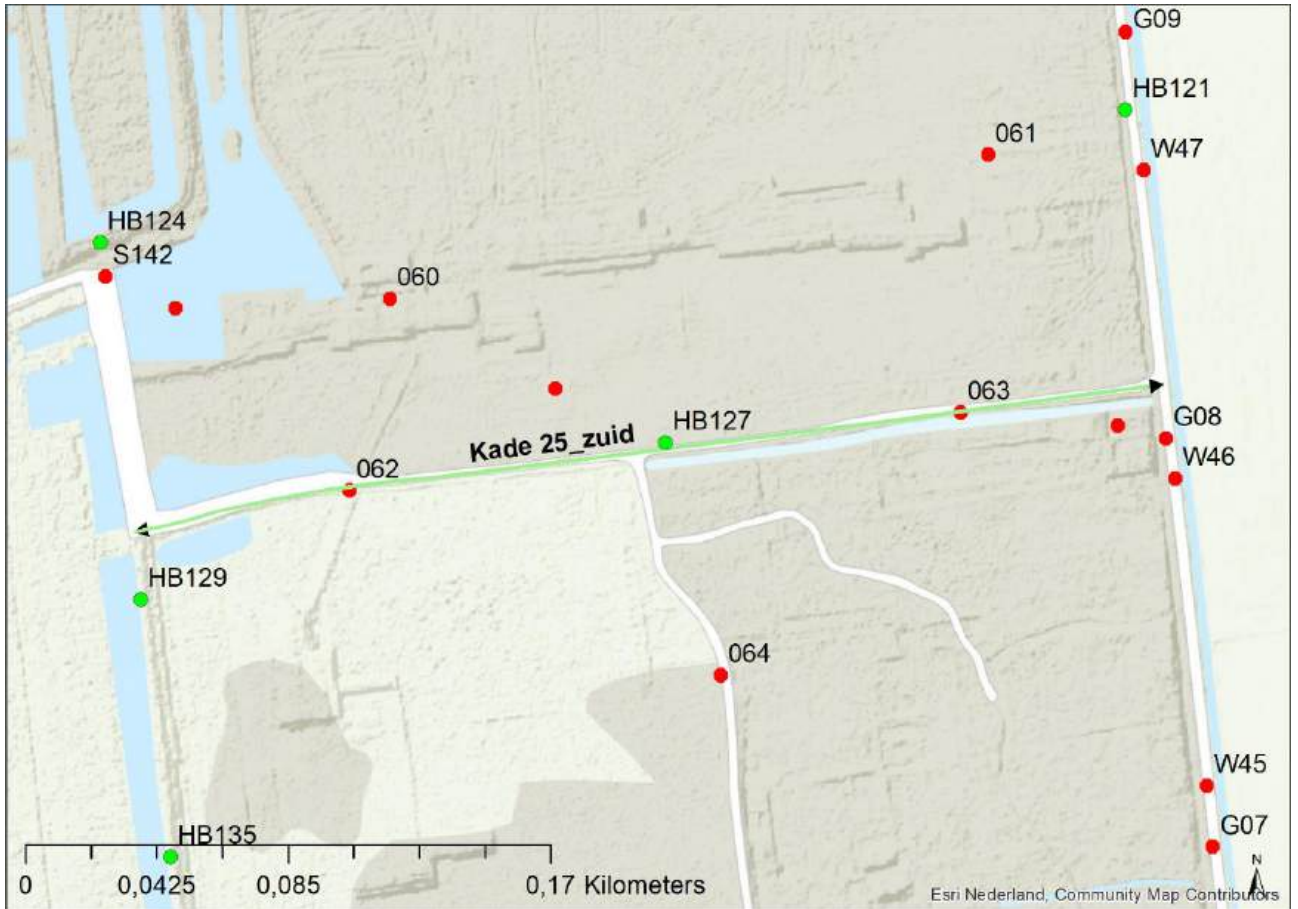 G09
HB121
061
W47
HB124
S142
060
063
HB127
G08
Kade 25_zuid
062
W46
HB129
064
W45
HB135
G07
0 0,0425 0,085 0,17 Kilometers
N
Esri Nederland, Community Map Contributors